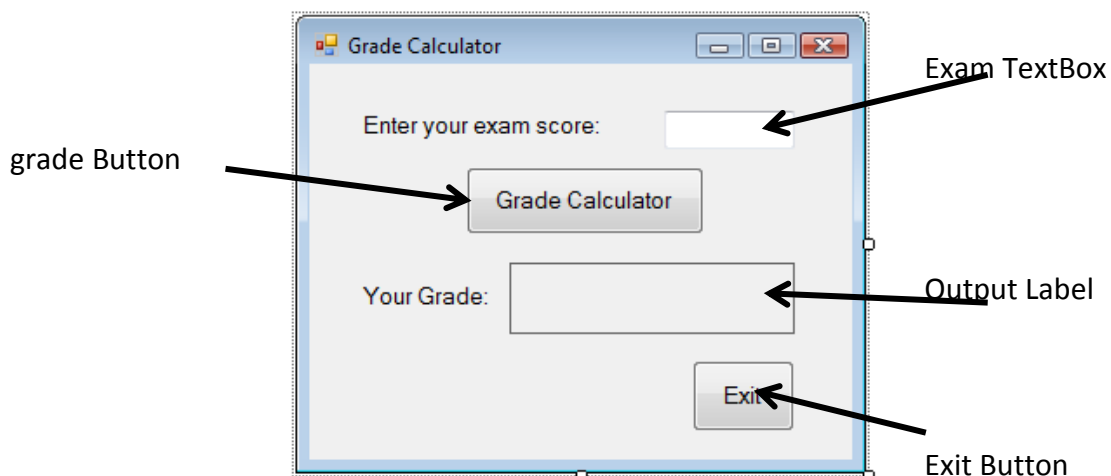 Grade Calculator
Exam TextBox
Enter your exam score:
grade Button
Grade Calculator
Your Grade:
Output Label
Exit
Exit Button